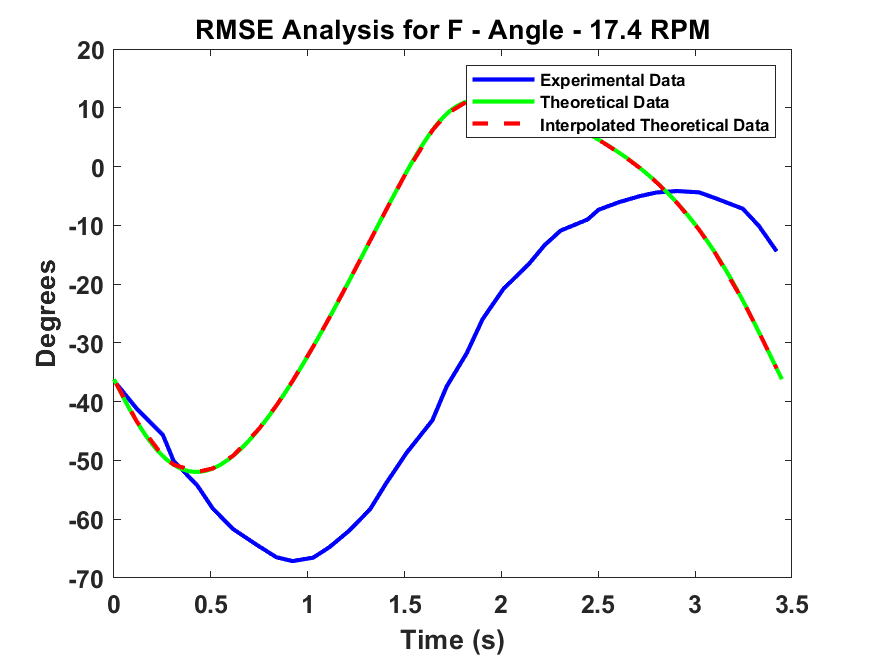 RMSE Analysis for F - Angle - 17.4 RPM
20
10
0
-10
-20
-30
-40
-50
-60
-70
Degrees
Experimental Data
Theoretical Data
Interpolated Theoretical Data
0 0.5 1 1.5 2 2.5 3 3.5
Time (s)